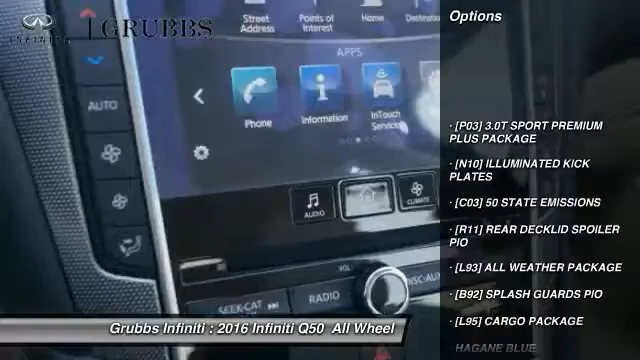 INFINITI
GRUBBS
Options
Street
Address
Points of
Interest
Home
Destination
APPS
AUTO
Phone
Information
InTouch
Services
AUDIO
CLIMATE
VOL
DISC-AUX
SEEK-CAT
RADIO
· [P03] 3.0T SPORT PREMIUM
PLUS PACKAGE
· [N10] ILLUMINATED KICK
PLATES
· [C03] 50 STATE EMISSIONS
· [R11] REAR DECKLID SPOILER
PIO
· [L93] ALL WEATHER PACKAGE
· [B92] SPLASH GUARDS PIO
· [L95] CARGO PACKAGE
HAGANE BLUE
Grubbs Infiniti : 2016 Infiniti Q50 All Wheel